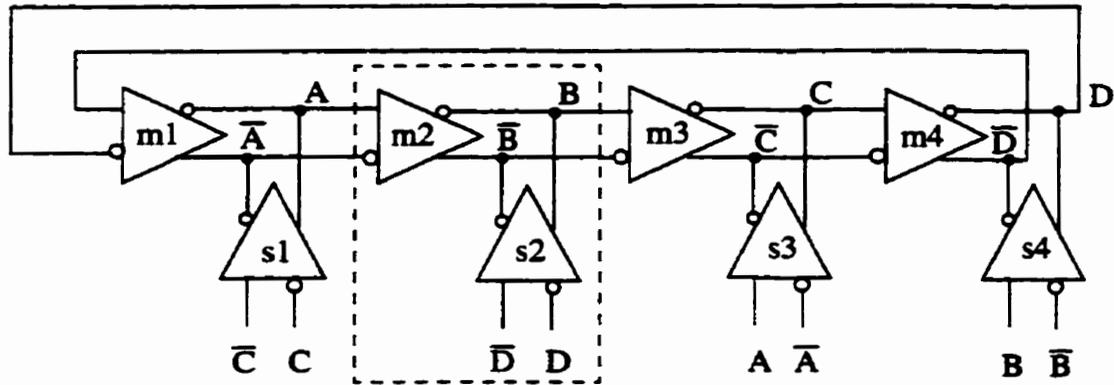 A B C D
m1 A̅ m2 B̅ m3 C̅ m4 D̅
s1 s2 s3 s4
C̅ C D̅ D A A̅ B B̅